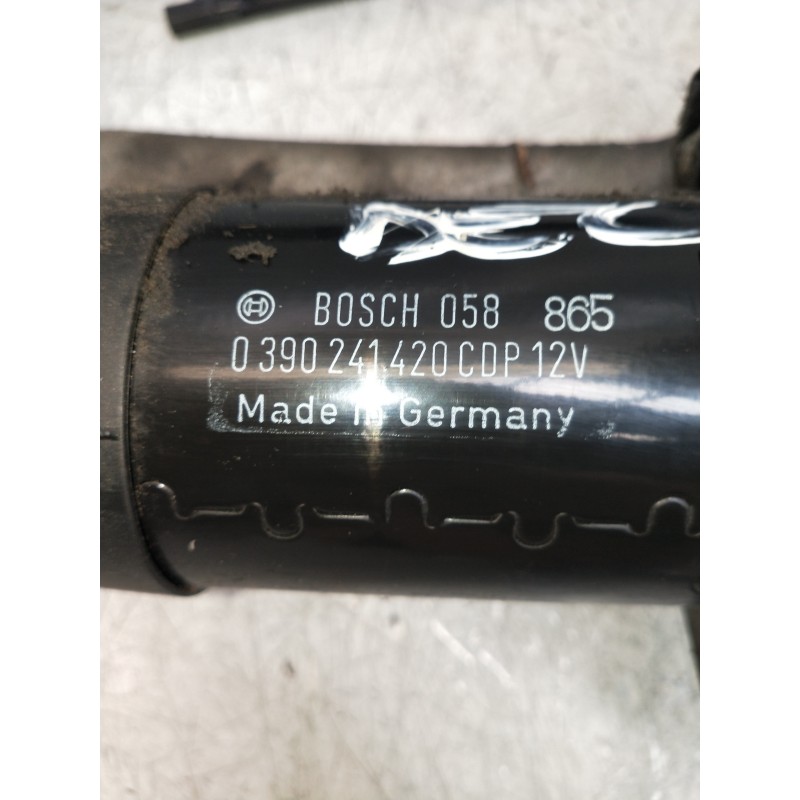 BOSCH 058 865
0 390 241 420 CDP 12V
Made in Germany